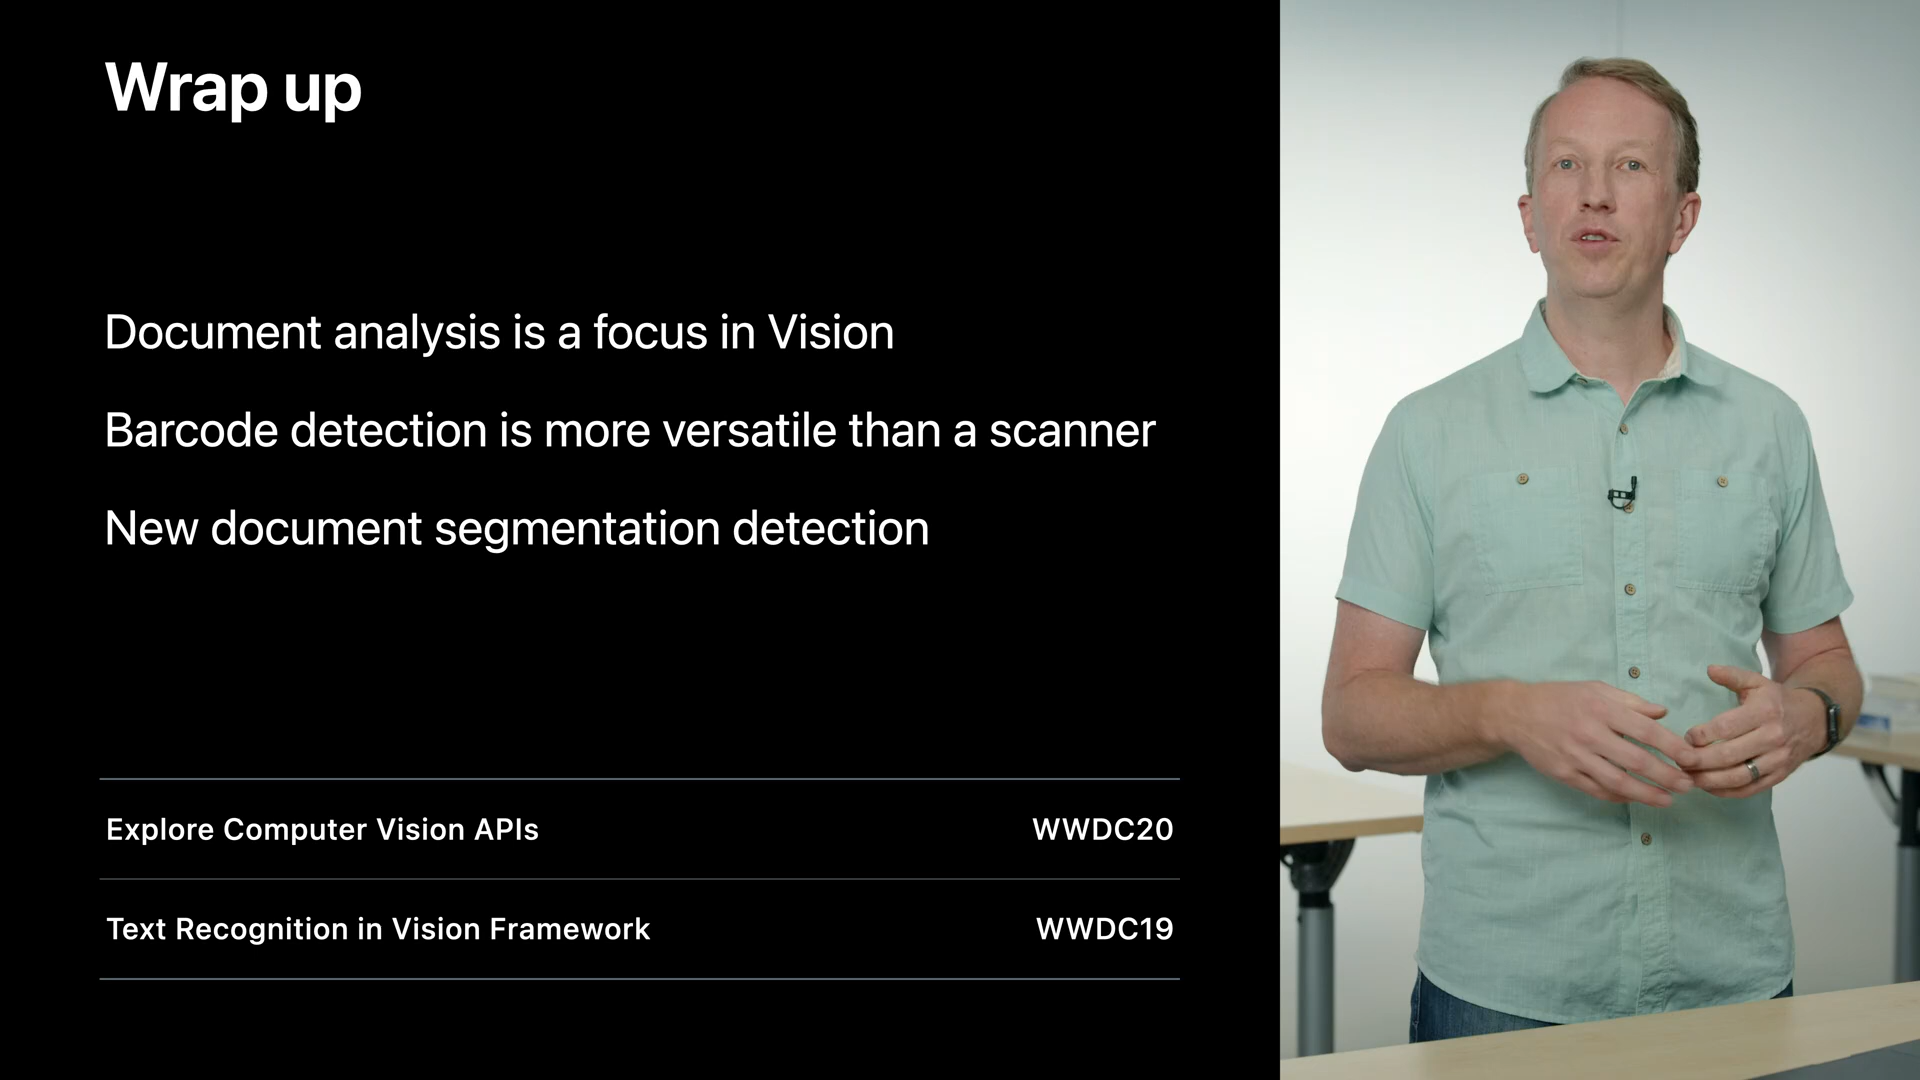 Wrap up
Document analysis is a focus in Vision
Barcode detection is more versatile than a scanner
New document segmentation detection
Explore Computer Vision APIs WWDC20
Text Recognition in Vision Framework WWDC19